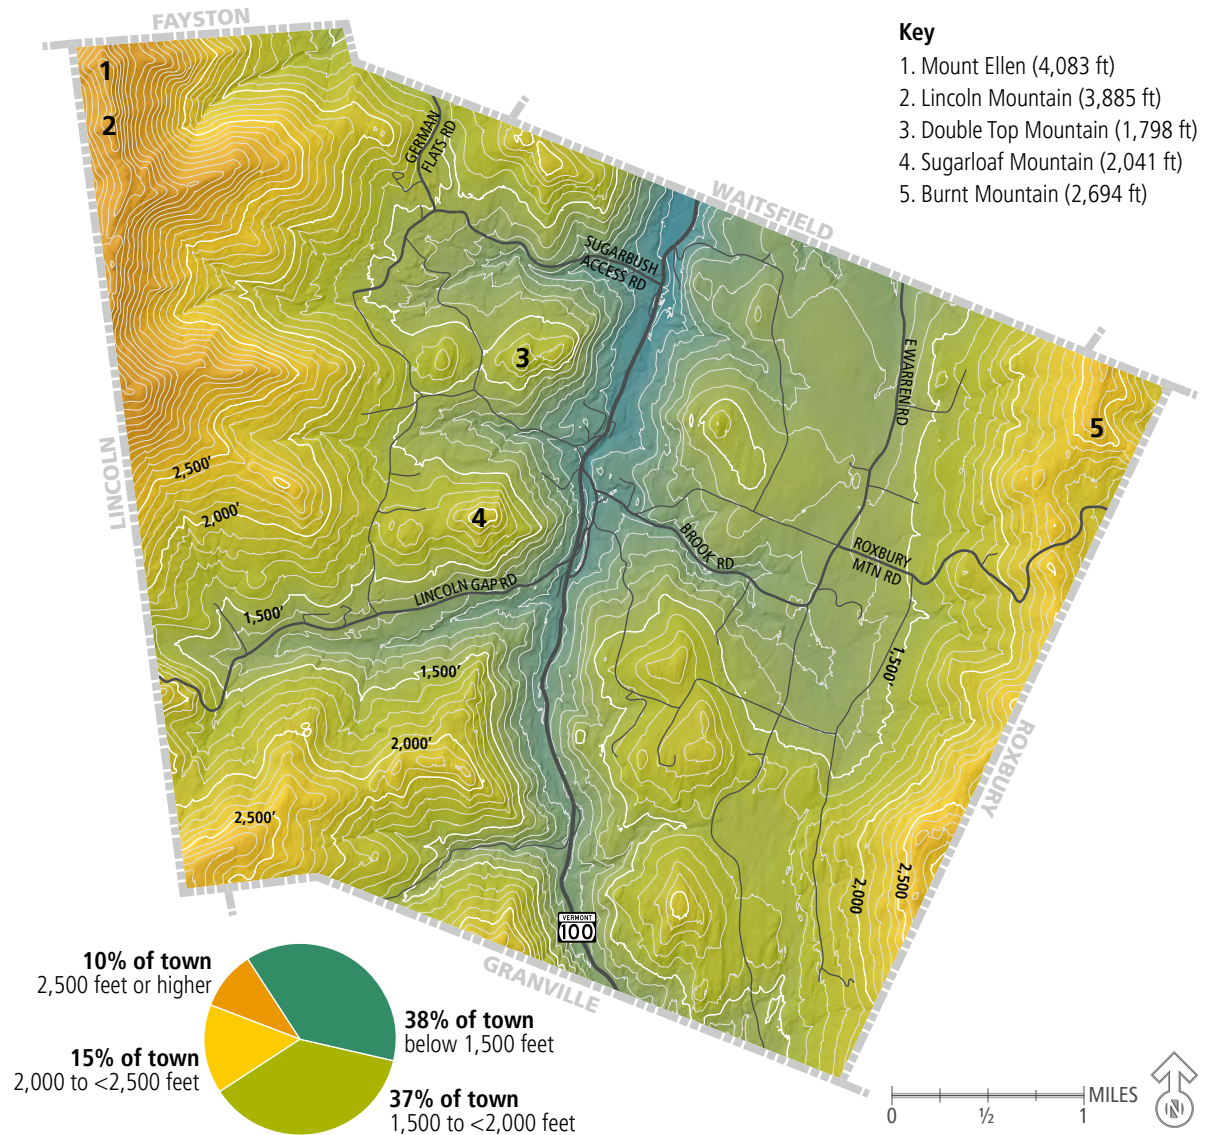 FAYSTON
Key
1. Mount Ellen (4,083 ft)
2. Lincoln Mountain (3,885 ft)
3. Double Top Mountain (1,798 ft)
4. Sugarloaf Mountain (2,041 ft)
5. Burnt Mountain (2,694 ft)
1
2
GERMAN
FLATS RD
WAITSFIELD
SUGARBUSH
ACCESS RD
3
E WARREN RD
5
LINCOLN
2,500'
2,000'
4
BROOK RD
ROXBURY
MTN RD
LINCOLN GAP RD
1,500'
1,500'
1,500'
2,000'
ROXBURY
2,500'
2,000
2,500
VERMONT
100
GRANVILLE
10% of town
2,500 feet or higher
38% of town
below 1,500 feet
15% of town
2,000 to <2,500 feet
37% of town
1,500 to <2,000 feet
MILES
0 ½ 1
N